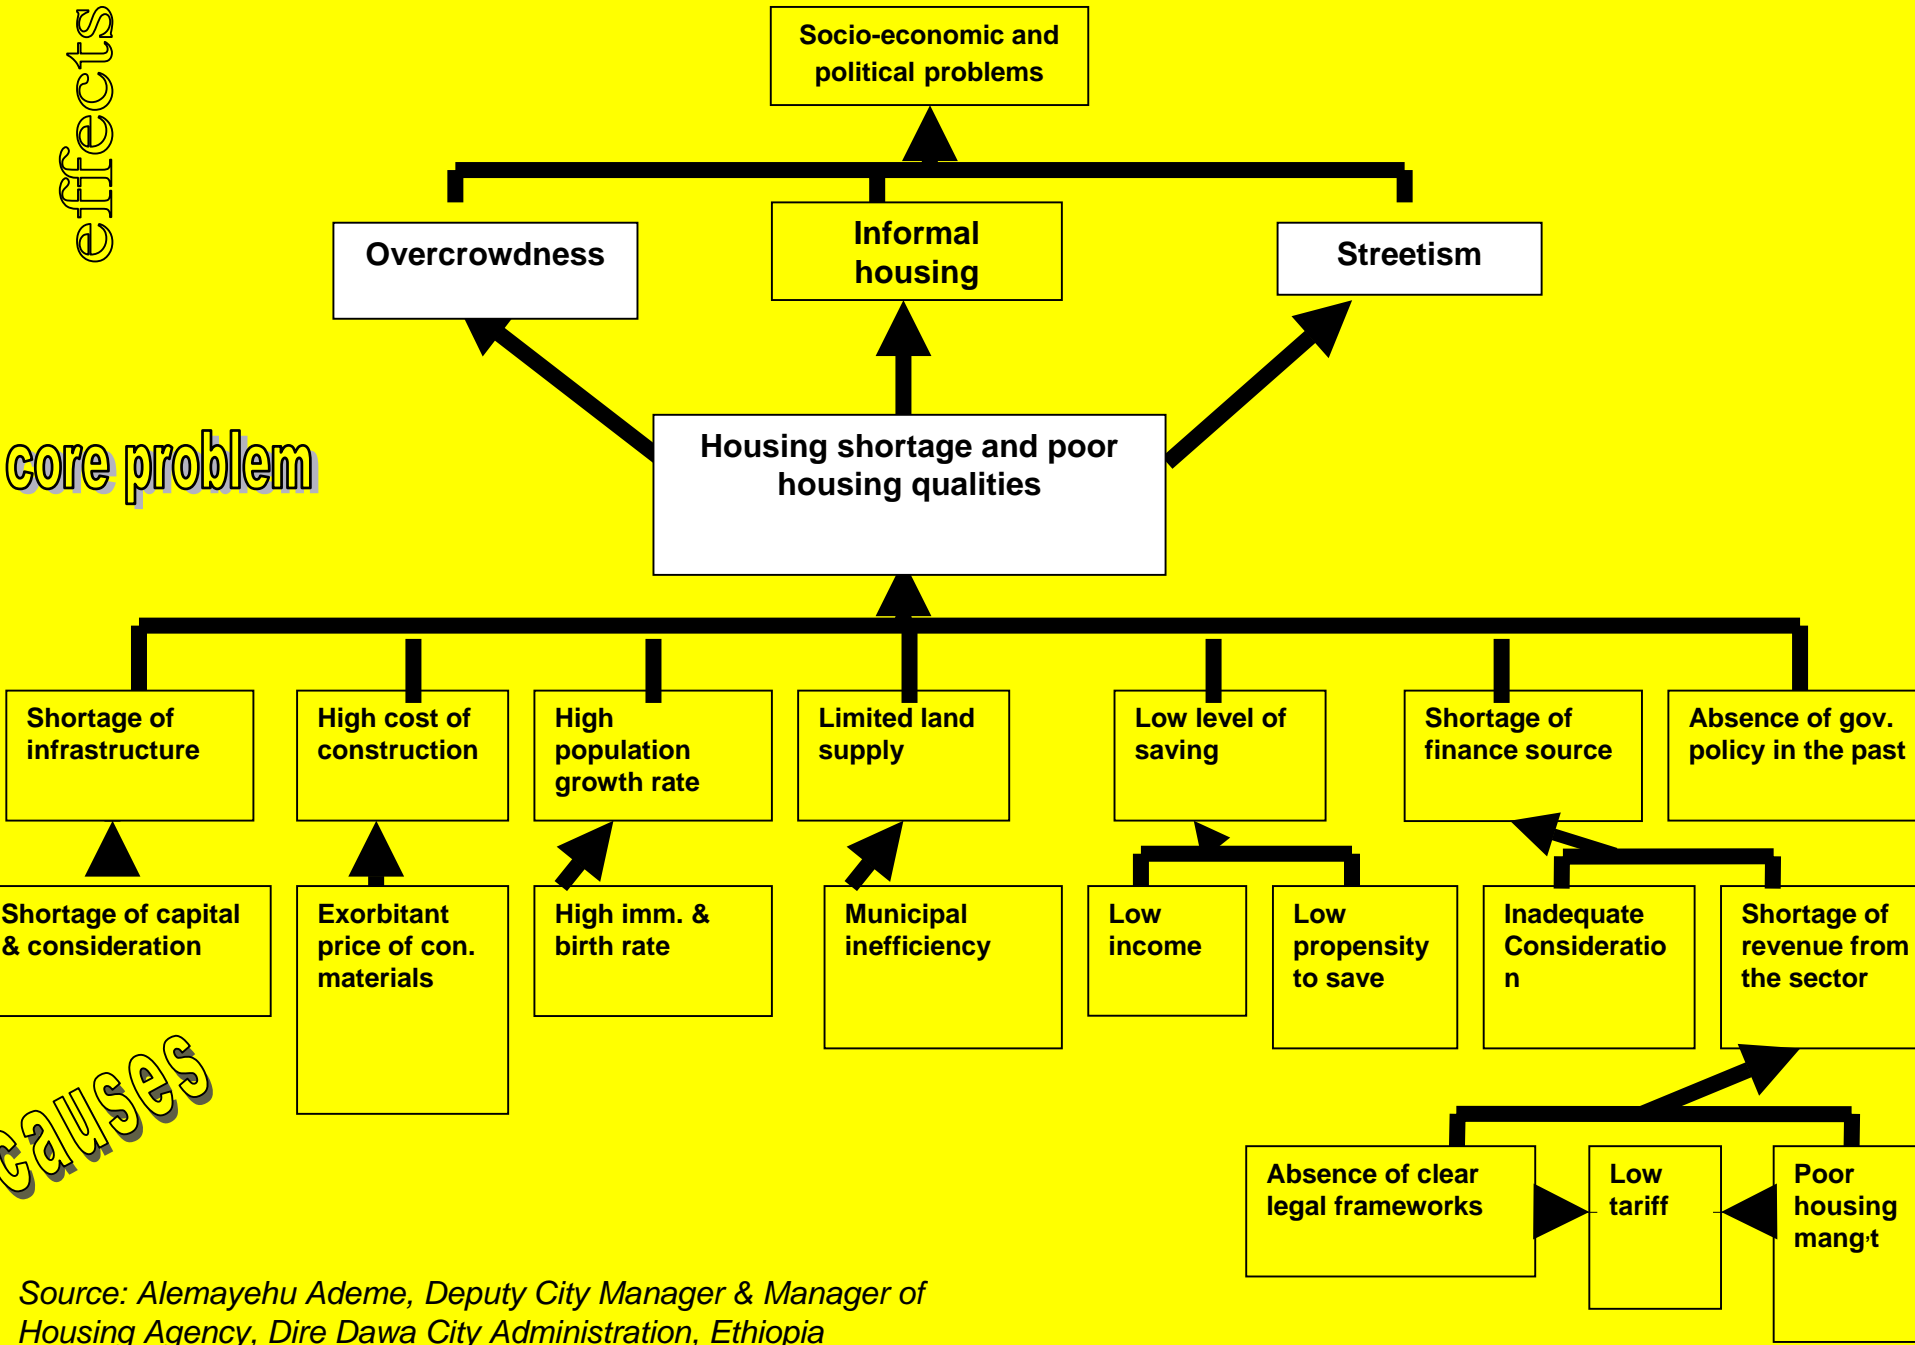 effects
Socio-economic and
political problems
Overcrowdness
Informal
housing
Streetism
core problem
Housing shortage and poor
housing qualities
Shortage of
infrastructure
High cost of
construction
High
population
growth rate
Limited land
supply
Low level of
saving
Shortage of
finance source
Absence of gov.
policy in the past
Shortage of capital
& consideration
Exorbitant
price of con.
materials
High imm. &
birth rate
Municipal
inefficiency
Low
income
Low
propensity
to save
Inadequate
Consideratio
n
Shortage of
revenue from
the sector
causes
Absence of clear
legal frameworks
Low
tariff
Poor
housing
mang't
Source: Alemayehu Ademe, Deputy City Manager & Manager of
Housing Agency, Dire Dawa City Administration, Ethiopia